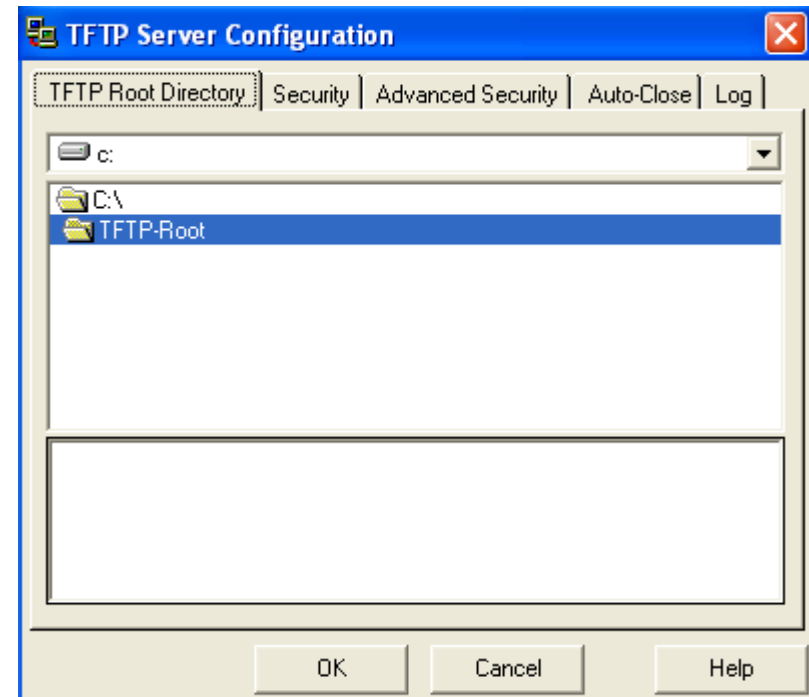 TFTP Server Configuration
TFTP Root Directory Security Advanced Security Auto-Close Log
c:
C:\
TFTP-Root
OK Cancel Help